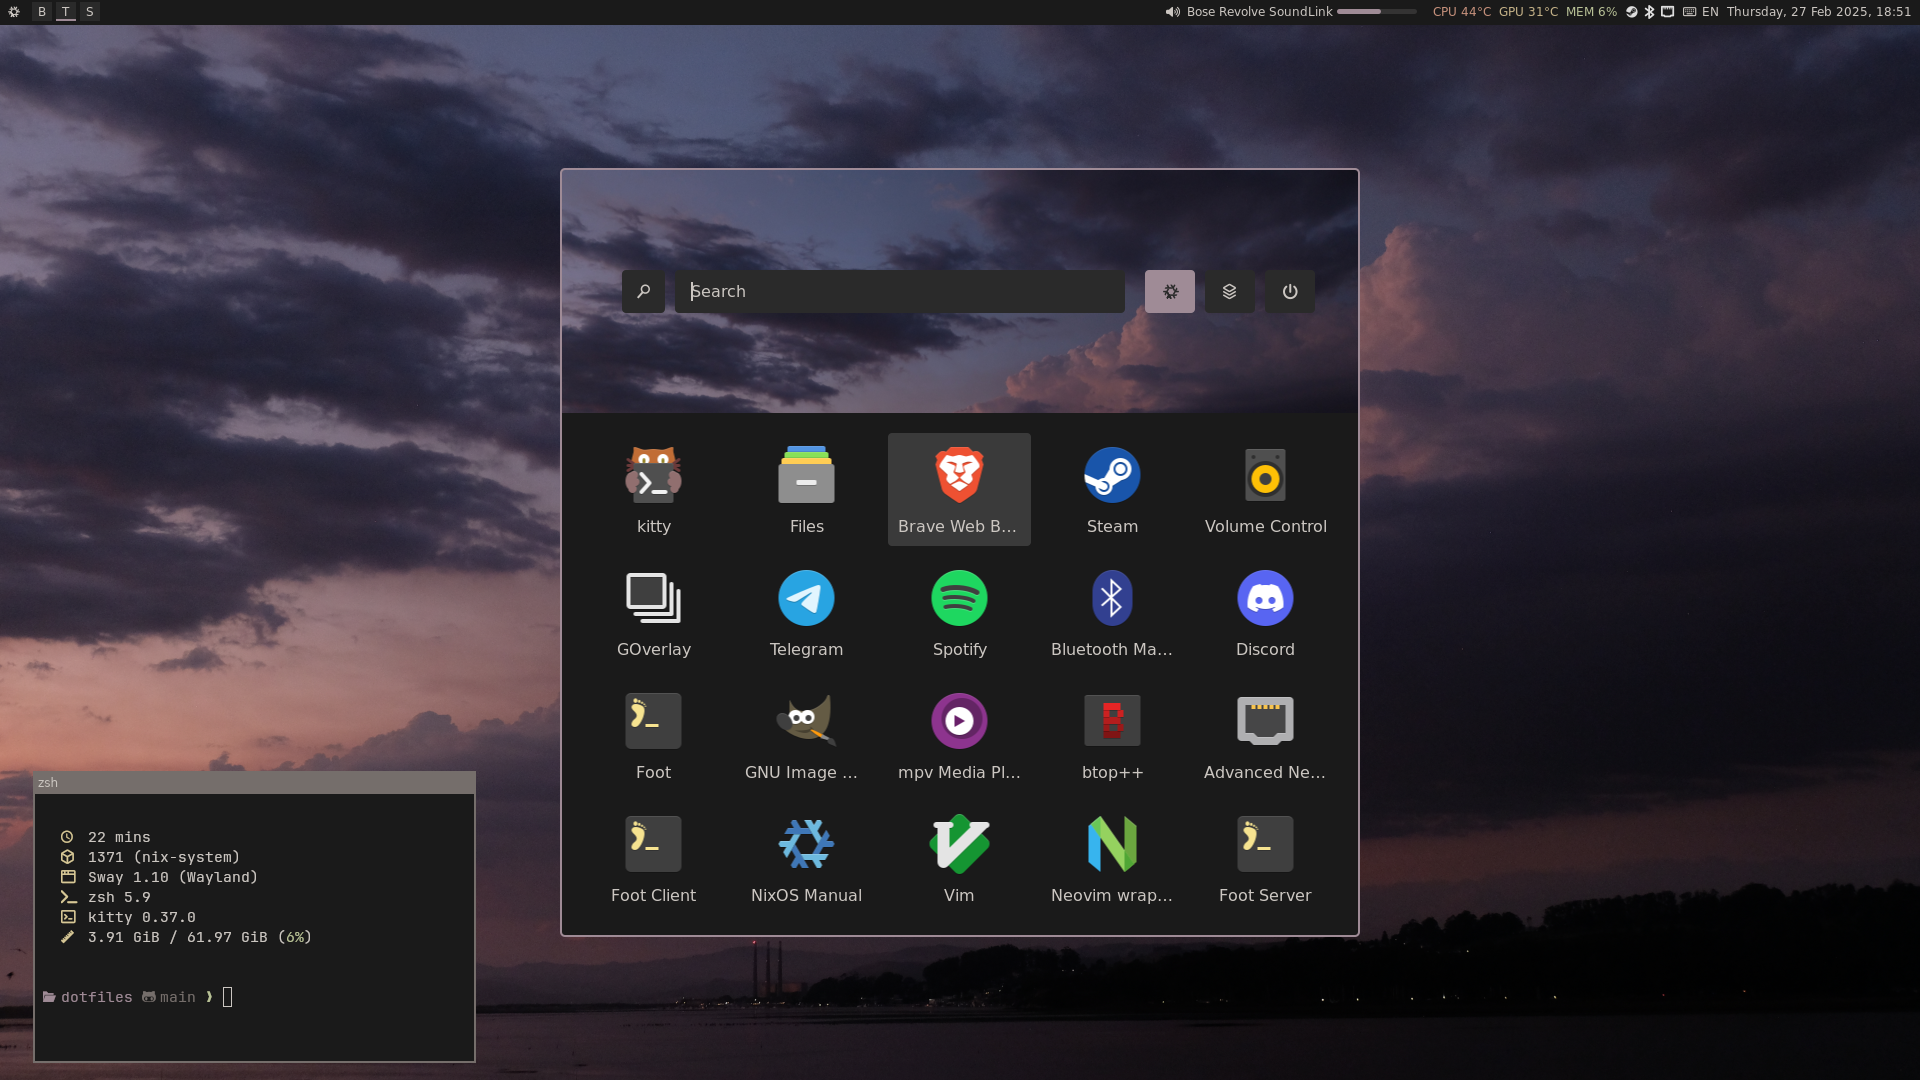 B T S
Bose Revolve SoundLink CPU 44°C GPU 31°C MEM 6% EN Thursday, 27 Feb 2025, 18:51
Search
kitty Files Brave Web B... Steam Volume Control
GOverlay Telegram Spotify Bluetooth Ma... Discord
Foot GNU Image ... mpv Media Pl... btop++ Advanced Ne...
Foot Client NixOS Manual Vim Neovim wrap... Foot Server
zsh
22 mins
1371 (nix-system)
Sway 1.10 (Wayland)
zsh 5.9
kitty 0.37.0
3.91 GiB / 61.97 GiB (6%)
dotfiles main ❱